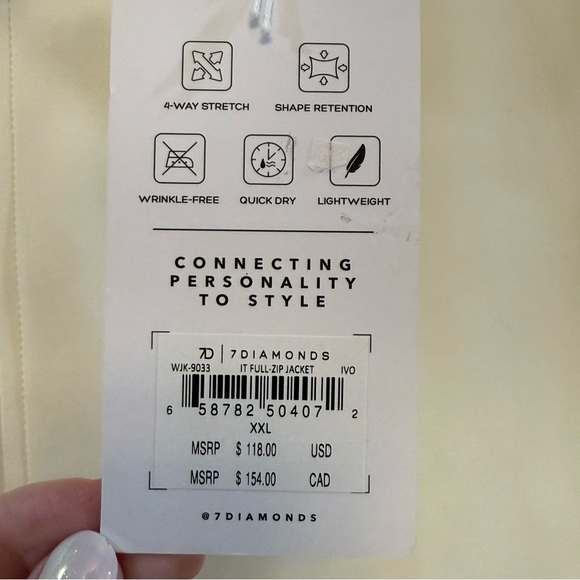 4-WAY STRETCH SHAPE RETENTION
WRINKLE-FREE QUICK DRY LIGHTWEIGHT
CONNECTING
PERSONALITY
TO STYLE
7D | 7DIAMONDS
WJK-9033 IT FULL-ZIP JACKET IVO
6 58782 50407 2
XXL
MSRP $ 118.00 USD
MSRP $ 154.00 CAD
@7DIAMONDS